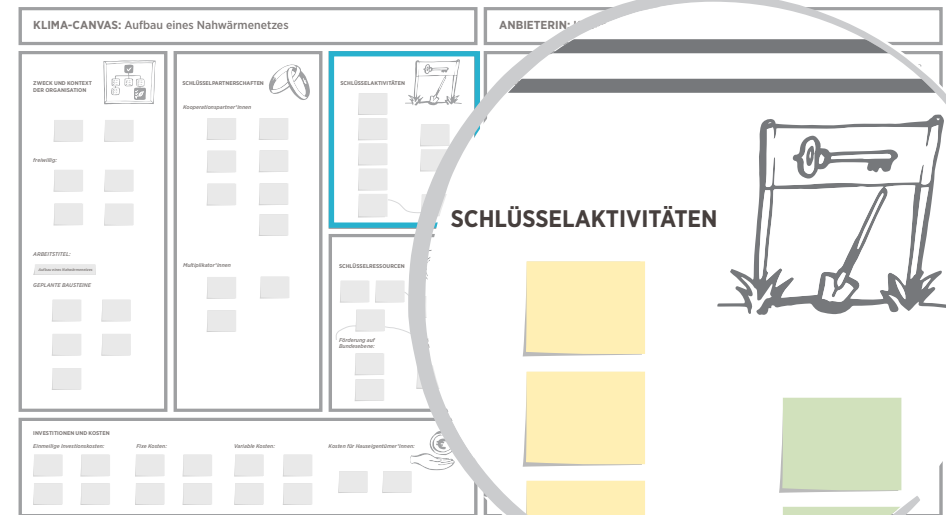 KLIMA-CANVAS: Aufbau eines Nahwärmenetzes
ANBIETERIN:
ZWECK UND KONTEXT
DER ORGANISATION
freiwillig:
ARBEITSTITEL:
Aufbau eines Nahwärmenetzes
GEPLANTE BAUSTEINE
SCHLÜSSELPARTNERSCHAFTEN
Kooperationspartner*innen
Multiplikator*innen
SCHLÜSSELAKTIVITÄTEN
SCHLÜSSELRESSOURCEN
Förderung auf
Bundesebene:
SCHLÜSSELAKTIVITÄTEN
INVESTITIONEN UND KOSTEN
Einmalige Investionskosten:
Fixe Kosten:
Variable Kosten:
Kosten für Hauseigentümer*innen: